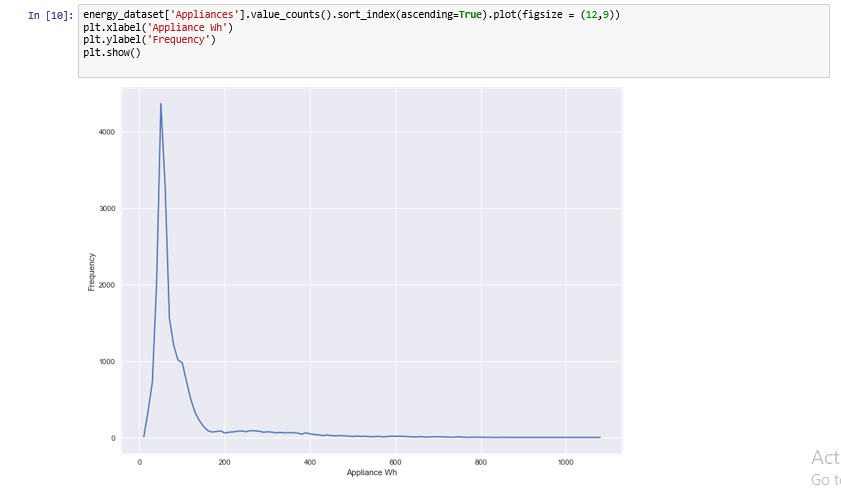 In [10]: energy_dataset['Appliances'].value_counts().sort_index(ascending=True).plot(figsize = (12,9))
plt.xlabel('Appliance Wh')
plt.ylabel('Frequency')
plt.show()
4000
3000
2000
1000
0
Frequency
0 200 400 600 800 1000
Appliance Wh
Act
Go to